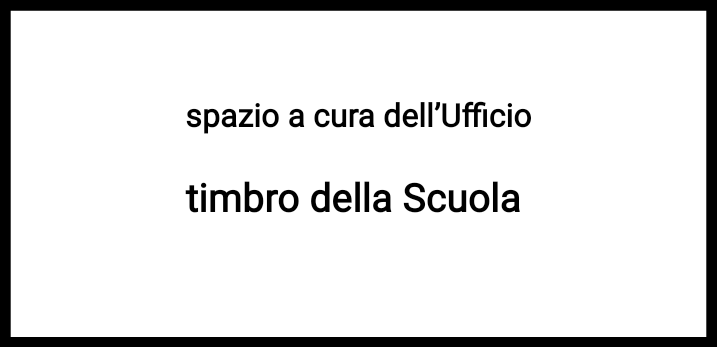 spazio a cura dell’Ufficio
timbro della Scuola